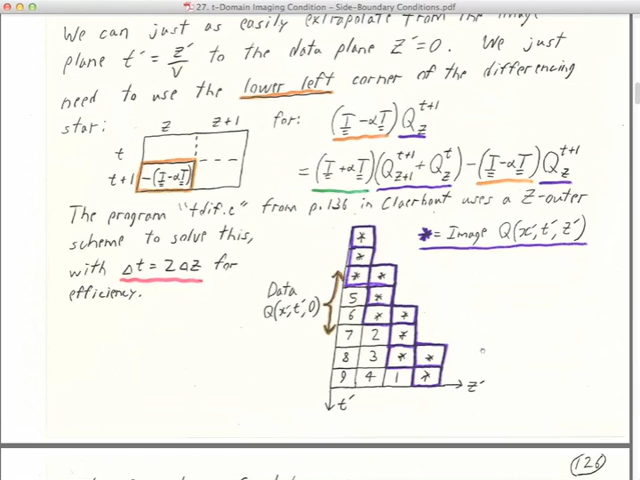 27. t-Domain Imaging Condition – Side-Boundary Conditions.pdf
We can just as easily extrapolate from the image
plane t′ = z′/V to the data plane Z′=0. We just
need to use the lower left corner of the differencing
star:
z z+1
t
t+1 -(I-αT)
for: (I-αT)Q_z^{t+1}
= (I+αT)(Q_{z+1}^{t+1} + Q_z^t) - (I-αT)Q_z^{t+1}
The program "tdif.c" from p.136 in Claerbout uses a Z-outer
scheme to solve this,
with Δt = 2Δz for
efficiency.
* = Image Q(x′,t′,z′)
Data
Q(x′,t′,0)
*
*
* *
5 *
6 * *
7 2 *
8 3 * *
9 4 1 *
z′
t′
126